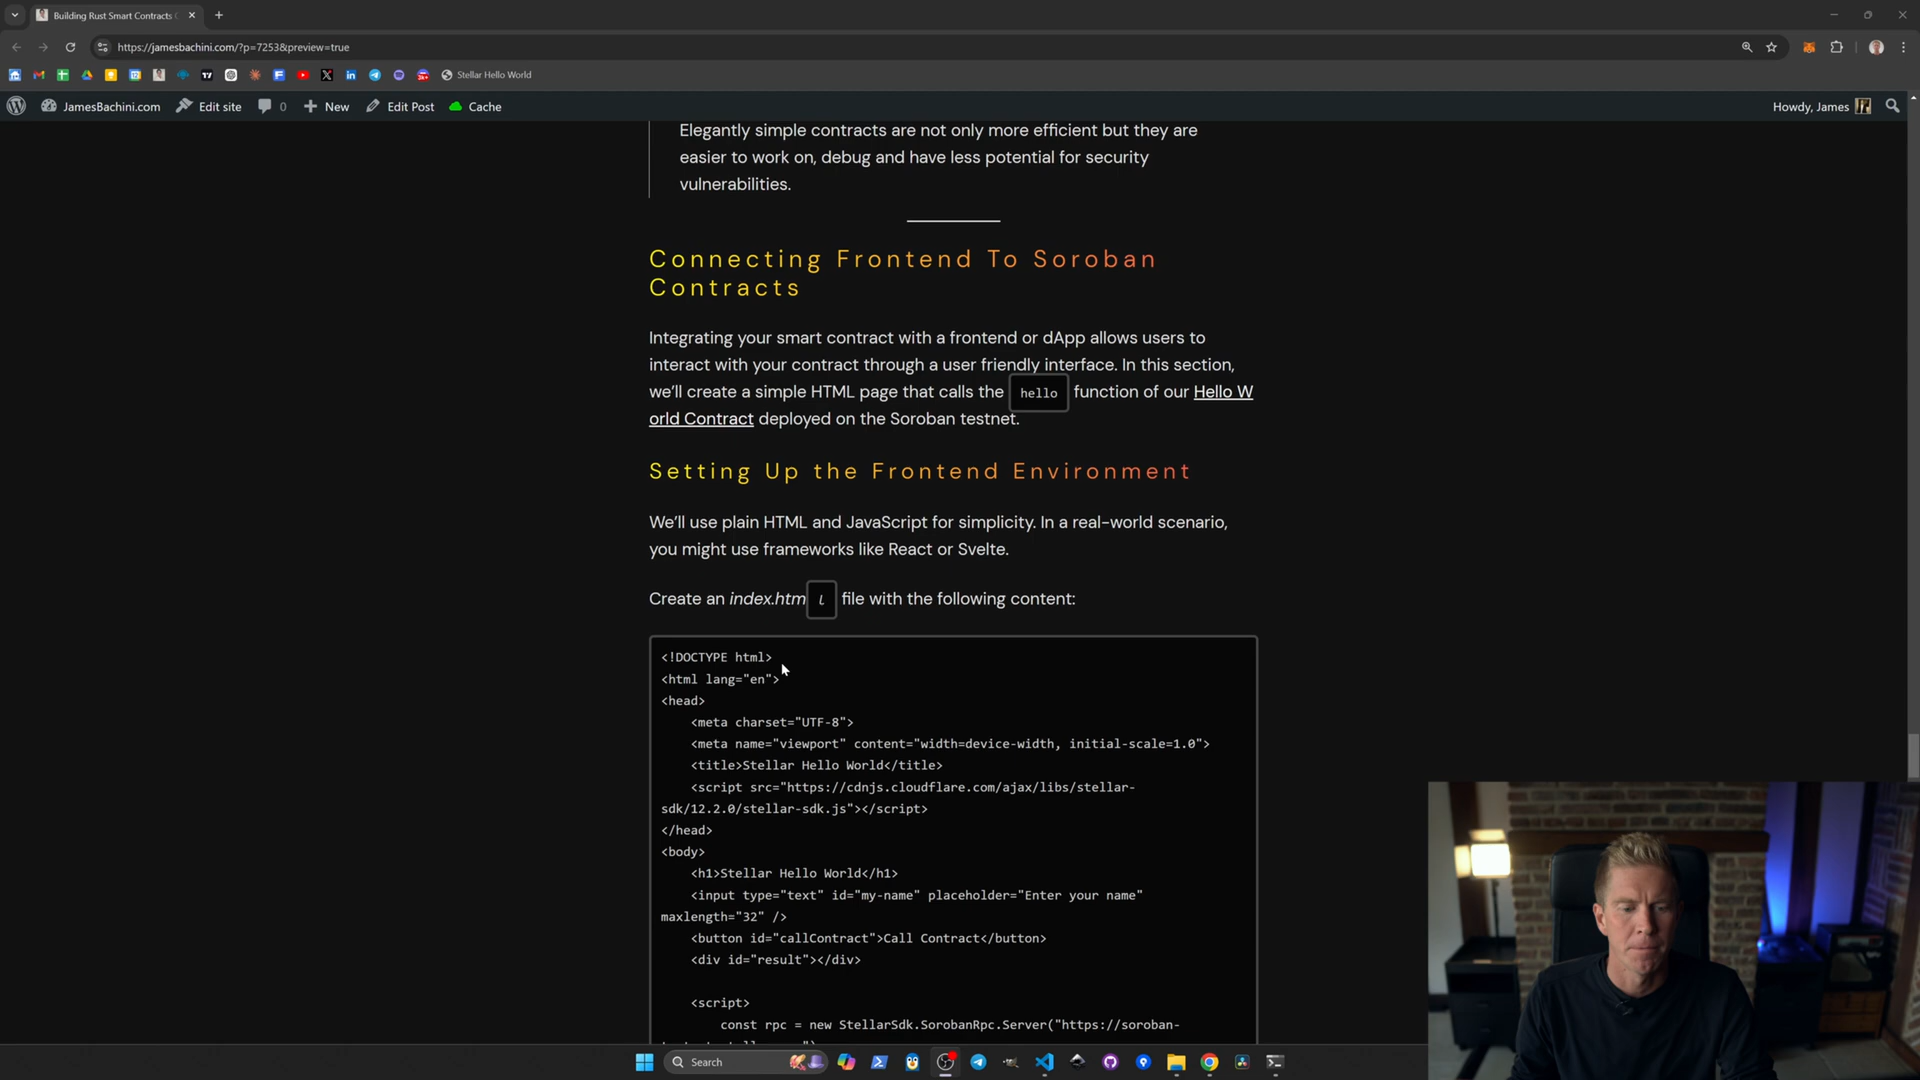 Building Rust Smart Contracts
https://jamesbachini.com/?p=7253&preview=true
Stellar Hello World
JamesBachini.com
Edit site
0
New
Edit Post
Cache
Howdy, James
Elegantly simple contracts are not only more efficient but they are
easier to work on, debug and have less potential for security
vulnerabilities.
Connecting Frontend To Soroban
Contracts
Integrating your smart contract with a frontend or dApp allows users to
interact with your contract through a user friendly interface. In this section,
we'll create a simple HTML page that calls the hello function of our Hello W
orld Contract deployed on the Soroban testnet.
Setting Up the Frontend Environment
We'll use plain HTML and JavaScript for simplicity. In a real-world scenario,
you might use frameworks like React or Svelte.
Create an index.html file with the following content:
<!DOCTYPE html>
<html lang="en">
<head>
<meta charset="UTF-8">
<meta name="viewport" content="width=device-width, initial-scale=1.0">
<title>Stellar Hello World</title>
<script src="https://cdnjs.cloudflare.com/ajax/libs/stellar-
sdk/12.2.0/stellar-sdk.js"></script>
</head>
<body>
<h1>Stellar Hello World</h1>
<input type="text" id="my-name" placeholder="Enter your name"
maxlength="32" />
<button id="callContract">Call Contract</button>
<div id="result"></div>
<script>
const rpc = new StellarSdk.SorobanRpc.Server("https://soroban-
Search